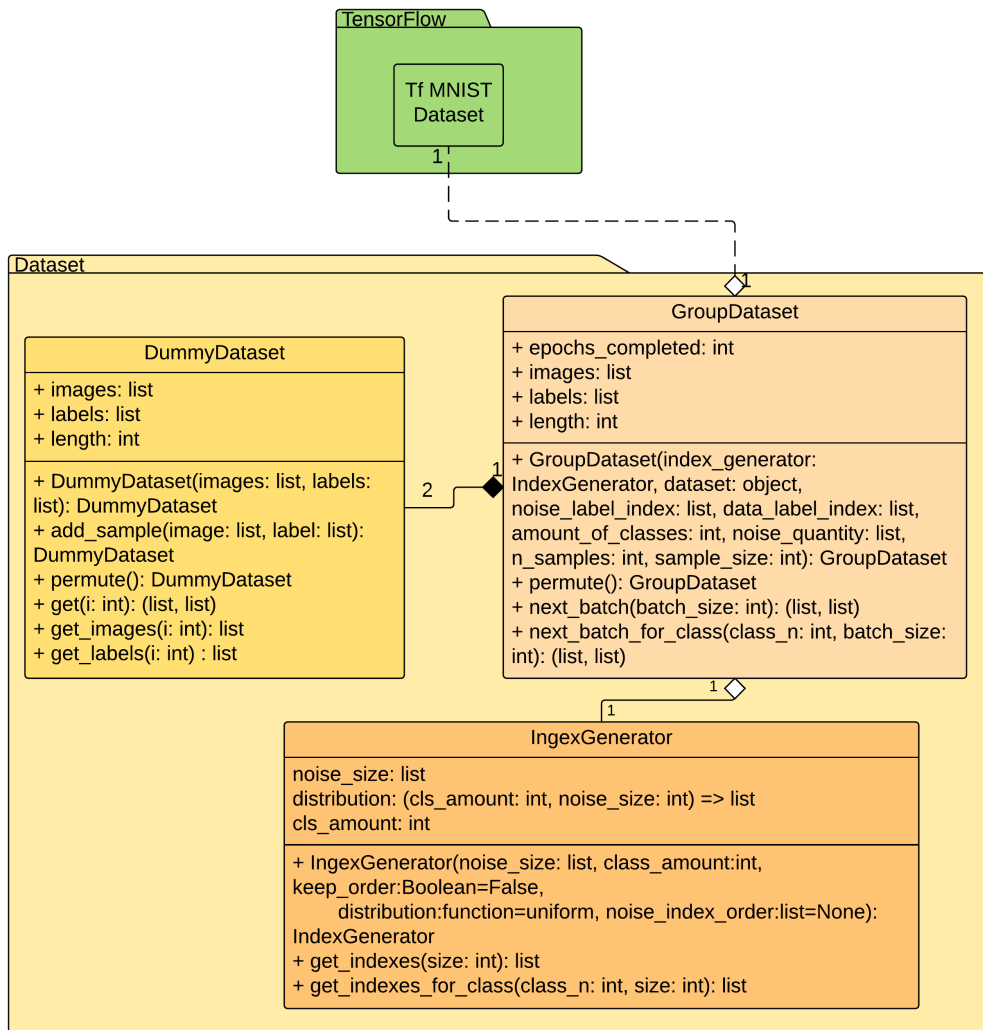 TensorFlow
Tf MNIST
Dataset
1
Dataset
1
GroupDataset
+ epochs_completed: int
+ images: list
+ labels: list
+ length: int
+ GroupDataset(index_generator:
IndexGenerator, dataset: object,
noise_label_index: list, data_label_index: list,
amount_of_classes: int, noise_quantity: list,
n_samples: int, sample_size: int): GroupDataset
+ permute(): GroupDataset
+ next_batch(batch_size: int): (list, list)
+ next_batch_for_class(class_n: int, batch_size:
int): (list, list)
DummyDataset
+ images: list
+ labels: list
+ length: int
+ DummyDataset(images: list, labels:
list): DummyDataset
+ add_sample(image: list, label: list):
DummyDataset
+ permute(): DummyDataset
+ get(i: int): (list, list)
+ get_images(i: int): list
+ get_labels(i: int) : list
2
1
1
1
IngexGenerator
noise_size: list
distribution: (cls_amount: int, noise_size: int) => list
cls_amount: int
+ IngexGenerator(noise_size: list, class_amount:int,
keep_order:Boolean=False,
distribution:function=uniform, noise_index_order:list=None):
IndexGenerator
+ get_indexes(size: int): list
+ get_indexes_for_class(class_n: int, size: int): list